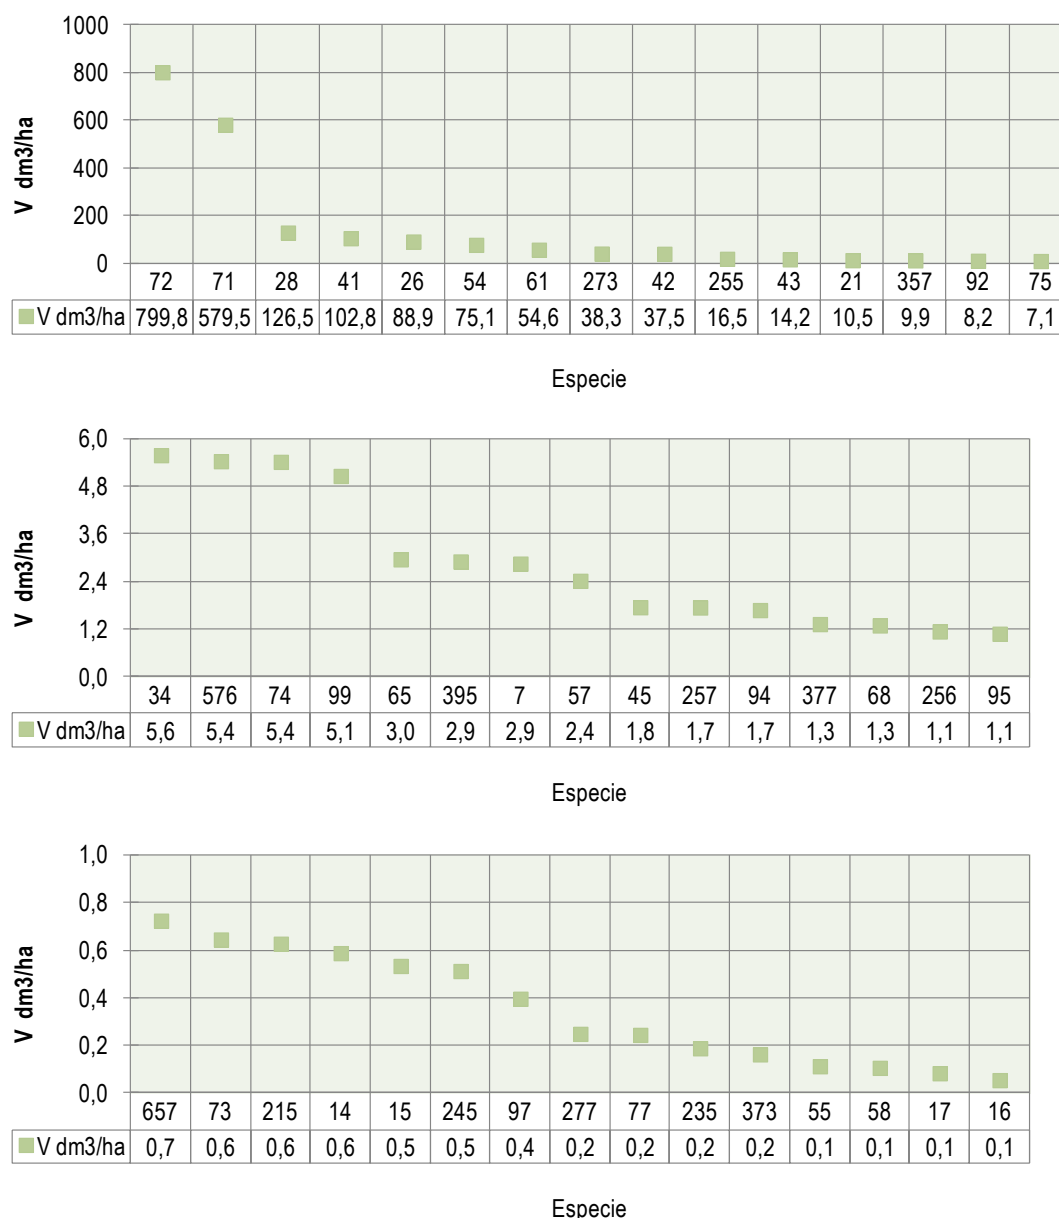 1000
800
600
400
200
0
V dm3/ha
72 71 28 41 26 54 61 273 42 255 43 21 357 92 75
V dm3/ha 799,8 579,5 126,5 102,8 88,9 75,1 54,6 38,3 37,5 16,5 14,2 10,5 9,9 8,2 7,1
Especie
6,0
4,8
3,6
2,4
1,2
0,0
V dm3/ha
34 576 74 99 65 395 7 57 45 257 94 377 68 256 95
V dm3/ha 5,6 5,4 5,4 5,1 3,0 2,9 2,9 2,4 1,8 1,7 1,7 1,3 1,3 1,1 1,1
Especie
1,0
0,8
0,6
0,4
0,2
0,0
V dm3/ha
657 73 215 14 15 245 97 277 77 235 373 55 58 17 16
V dm3/ha 0,7 0,6 0,6 0,6 0,5 0,5 0,4 0,2 0,2 0,2 0,2 0,1 0,1 0,1 0,1
Especie